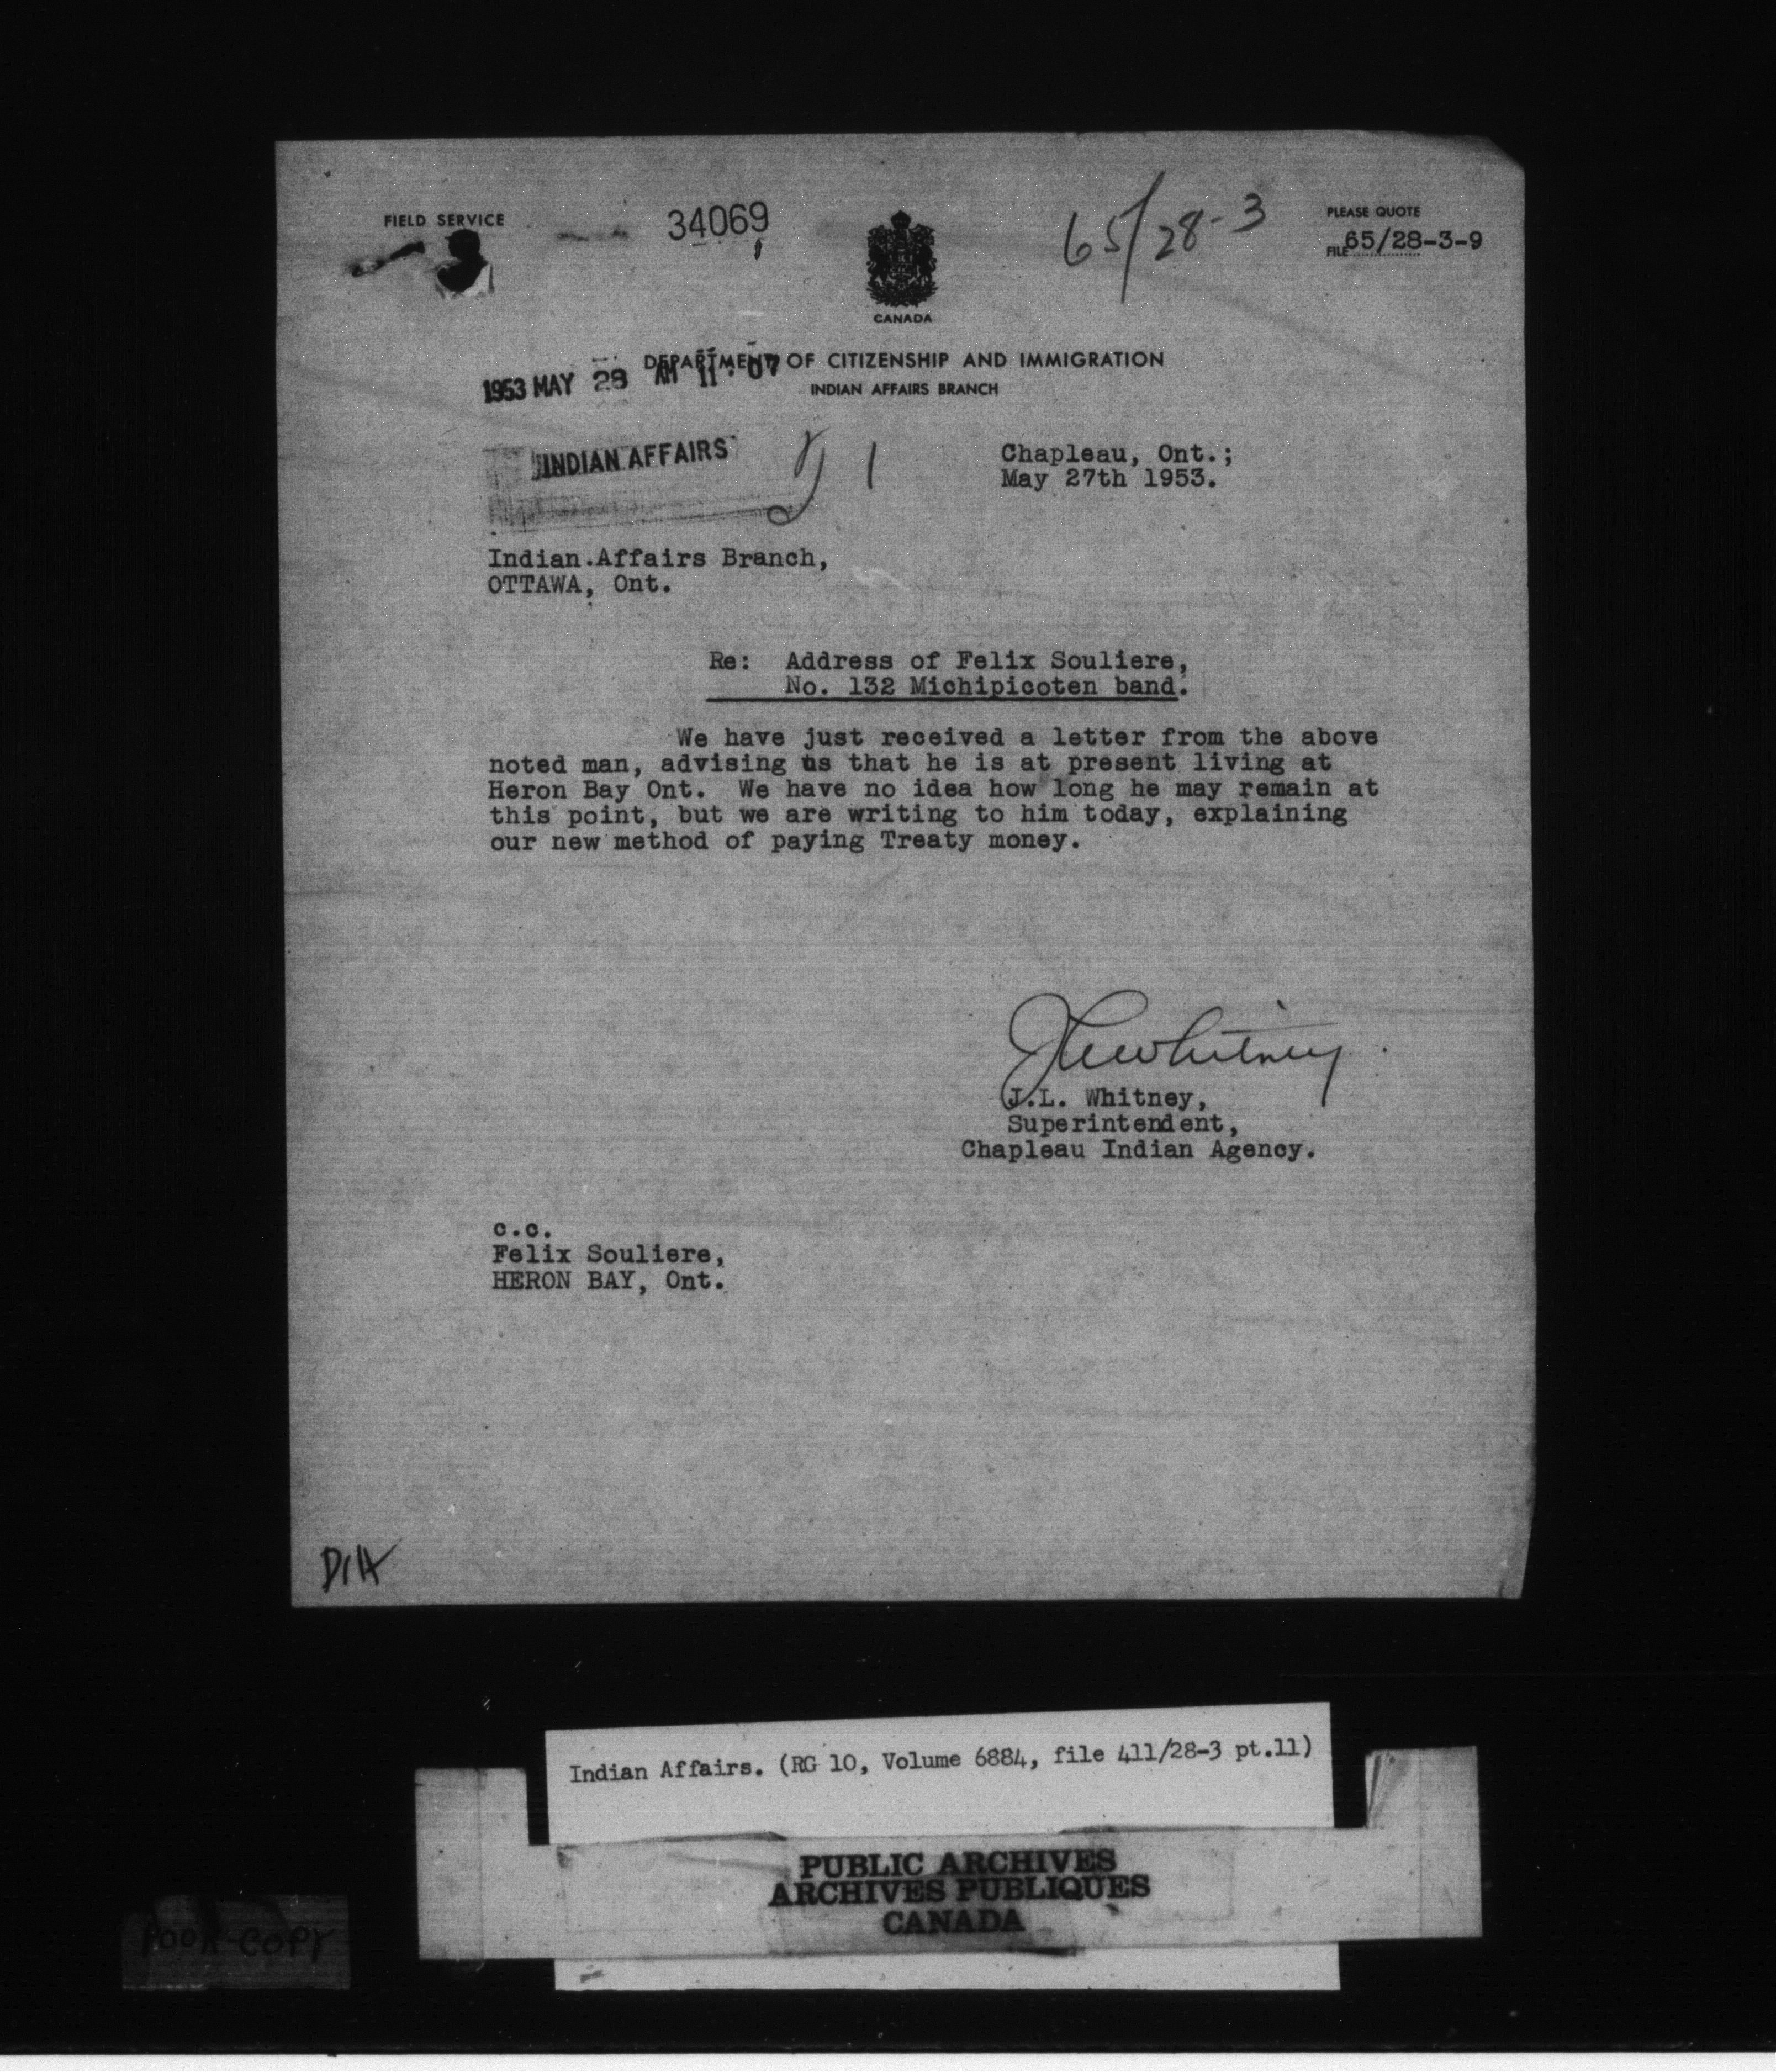 FIELD SERVICE
34069
65/28-3
PLEASE QUOTE
FILE 65/28-3-9
CANADA
DEPARTMENT OF CITIZENSHIP AND IMMIGRATION
1953 MAY 28 AM 11:07
INDIAN AFFAIRS BRANCH
INDIAN AFFAIRS
Chapleau, Ont.;
May 27th 1953.
Indian Affairs Branch,
OTTAWA, Ont.
Re: Address of Felix Souliere,
No. 132 Michipicoten band.
We have just received a letter from the above
noted man, advising us that he is at present living at
Heron Bay Ont. We have no idea how long he may remain at
this point, but we are writing to him today, explaining
our new method of paying Treaty money.
J.L. Whitney,
Superintendent,
Chapleau Indian Agency.
c.c.
Felix Souliere,
HERON BAY, Ont.
Indian Affairs. (RG 10, Volume 6884, file 411/28-3 pt.11)
PUBLIC ARCHIVES
ARCHIVES PUBLIQUES
CANADA
POOR COPY